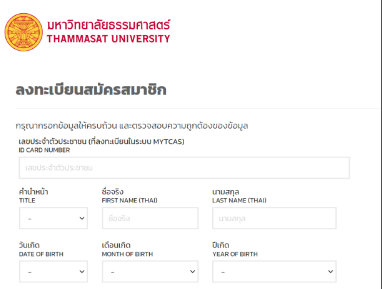 มหาวิทยาลัยธรรมศาสตร์
THAMMASAT UNIVERSITY
ลงทะเบียนสมัครสมาชิก
กรุณากรอกข้อมูลให้ครบถ้วน และตรวจสอบความถูกต้องของข้อมูล
เลขประจำตัวประชาชน (ที่ลงทะเบียนในระบบ MYTCAS)
ID CARD NUMBER
เลขประจำตัวประชาชน
คำนำหน้า ชื่อจริง นามสกุล
TITLE FIRST NAME (THAI) LAST NAME (THAI)
- ชื่อจริง นามสกุล
วันเกิด เดือนเกิด ปีเกิด
DATE OF BIRTH MONTH OF BIRTH YEAR OF BIRTH
- - -